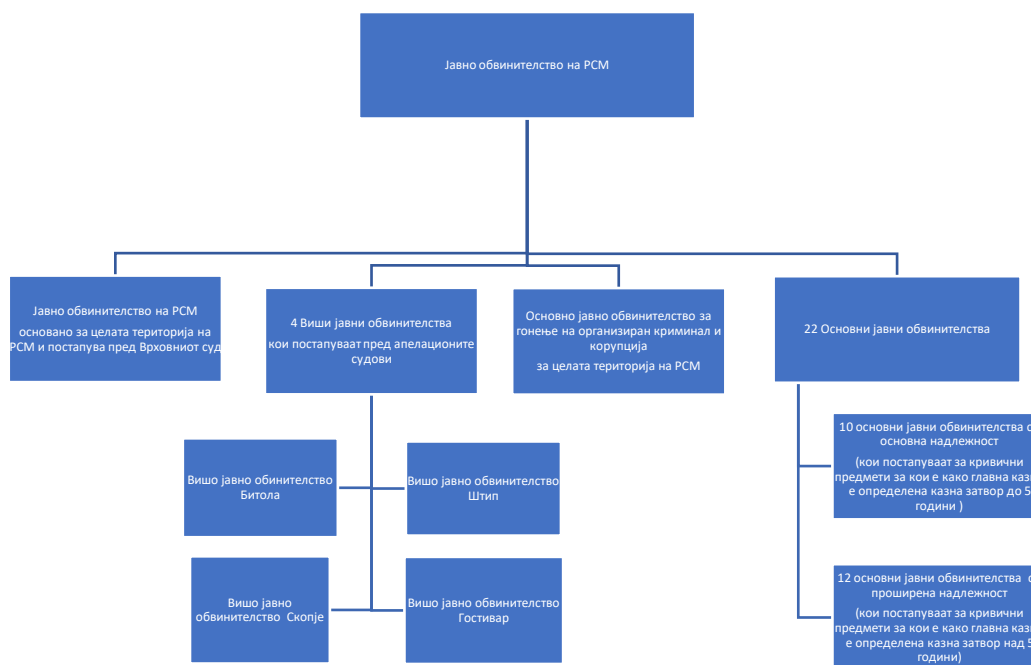 Јавно обвинителство на РСМ
Јавно обвинителство на РСМ
основано за целата територија на
РСМ и постапува пред Врховниот суд
4 Виши јавни обвинителства
кои постапуваат пред апелационите
судови
Основно јавно обвинителство за
гонење на организиран криминал и
корупција
за целата територија на РСМ
22 Основни јавни обвинителства
Вишо јавно обинителство
Битола
Вишо јавно обвинителство
Штип
Вишо јавно
обвинителство Скопје
Вишо јавно обвинителство
Гостивар
10 основни јавни обвинителства
основна надлежност
(кои постапуваат за кривични
предмети за кои е како главна
е определена казна затвор до 5
години )
12 основни јавни обвинителства
проширена надлежност
(кои постапуваат за кривични
предмети за кои е како главна
е определена казна затвор над
години)